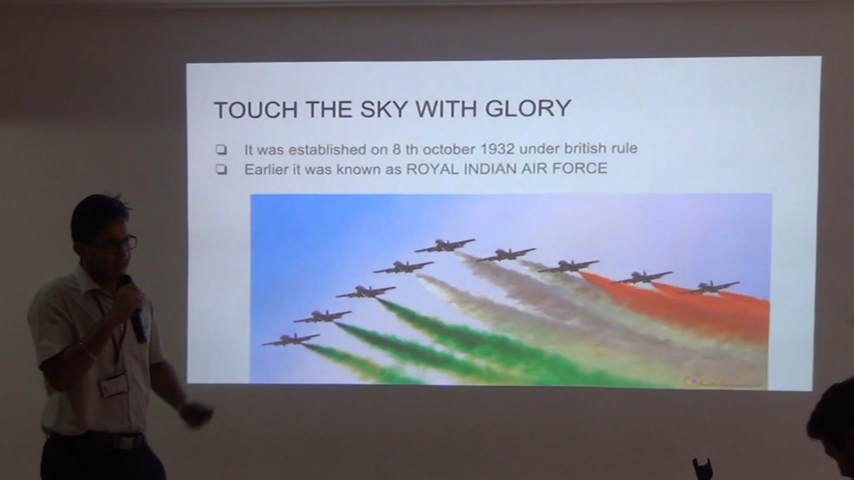 TOUCH THE SKY WITH GLORY
It was established on 8 th october 1932 under british rule
Earlier it was known as ROYAL INDIAN AIR FORCE